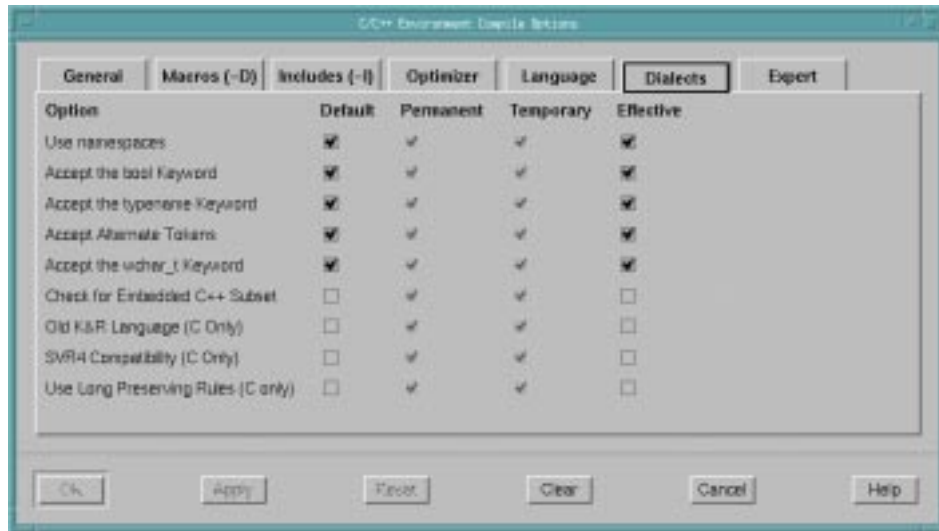 C/C++ Environment Compile Options
General Macros (-D) Includes (-I) Optimizer Language Dialects Expert
Option Default Permanent Temporary Effective
Use namespaces
Accept the bool Keyword
Accept the typename Keyword
Accept Alternate Tokens
Accept the wchar_t Keyword
Check for Embedded C++ Subset
Old K&R Language (C Only)
SVR4 Compatibility (C Only)
Use Long Preserving Rules (C only)
Ok Apply Reset Clear Cancel Help